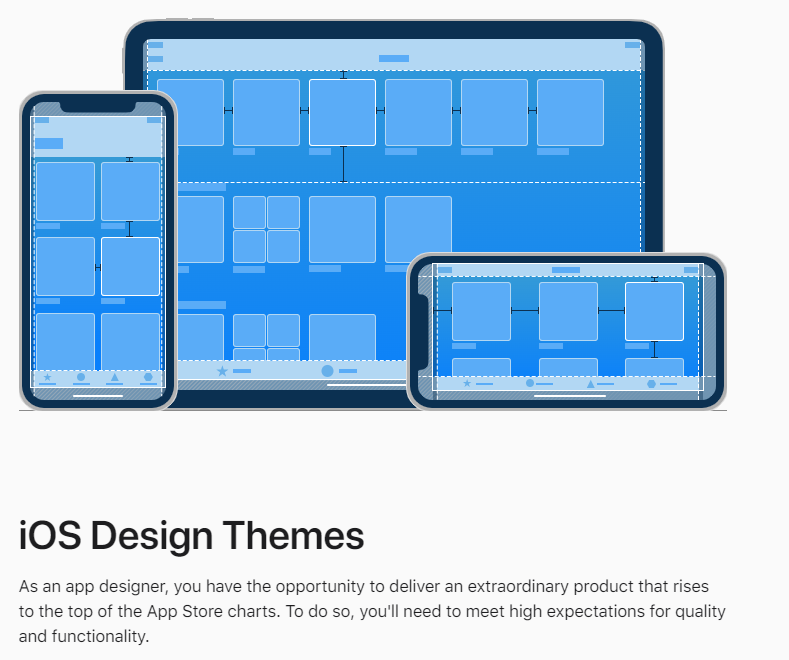 iOS Design Themes
As an app designer, you have the opportunity to deliver an extraordinary product that rises
to the top of the App Store charts. To do so, you'll need to meet high expectations for quality
and functionality.